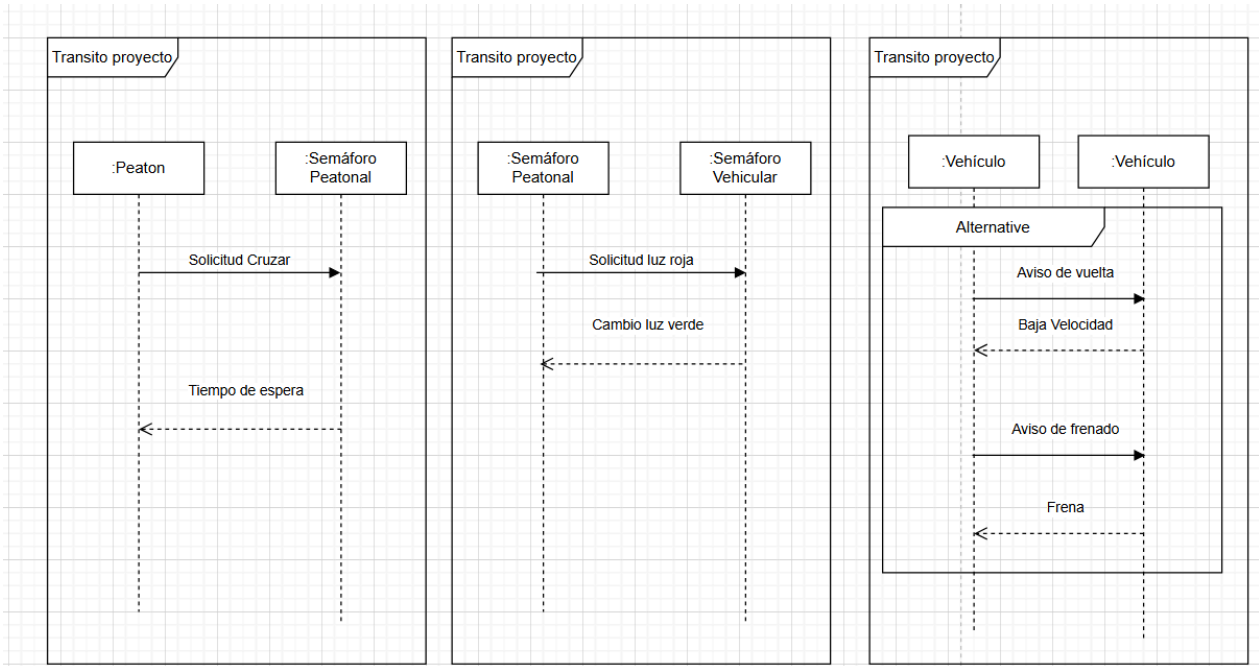 Transito proyecto
:Peaton
:Semáforo
Peatonal
Solicitud Cruzar
Tiempo de espera
Transito proyecto
:Semáforo
Peatonal
:Semáforo
Vehicular
Solicitud luz roja
Cambio luz verde
Transito proyecto
:Vehículo
:Vehículo
Alternative
Aviso de vuelta
Baja Velocidad
Aviso de frenado
Frena